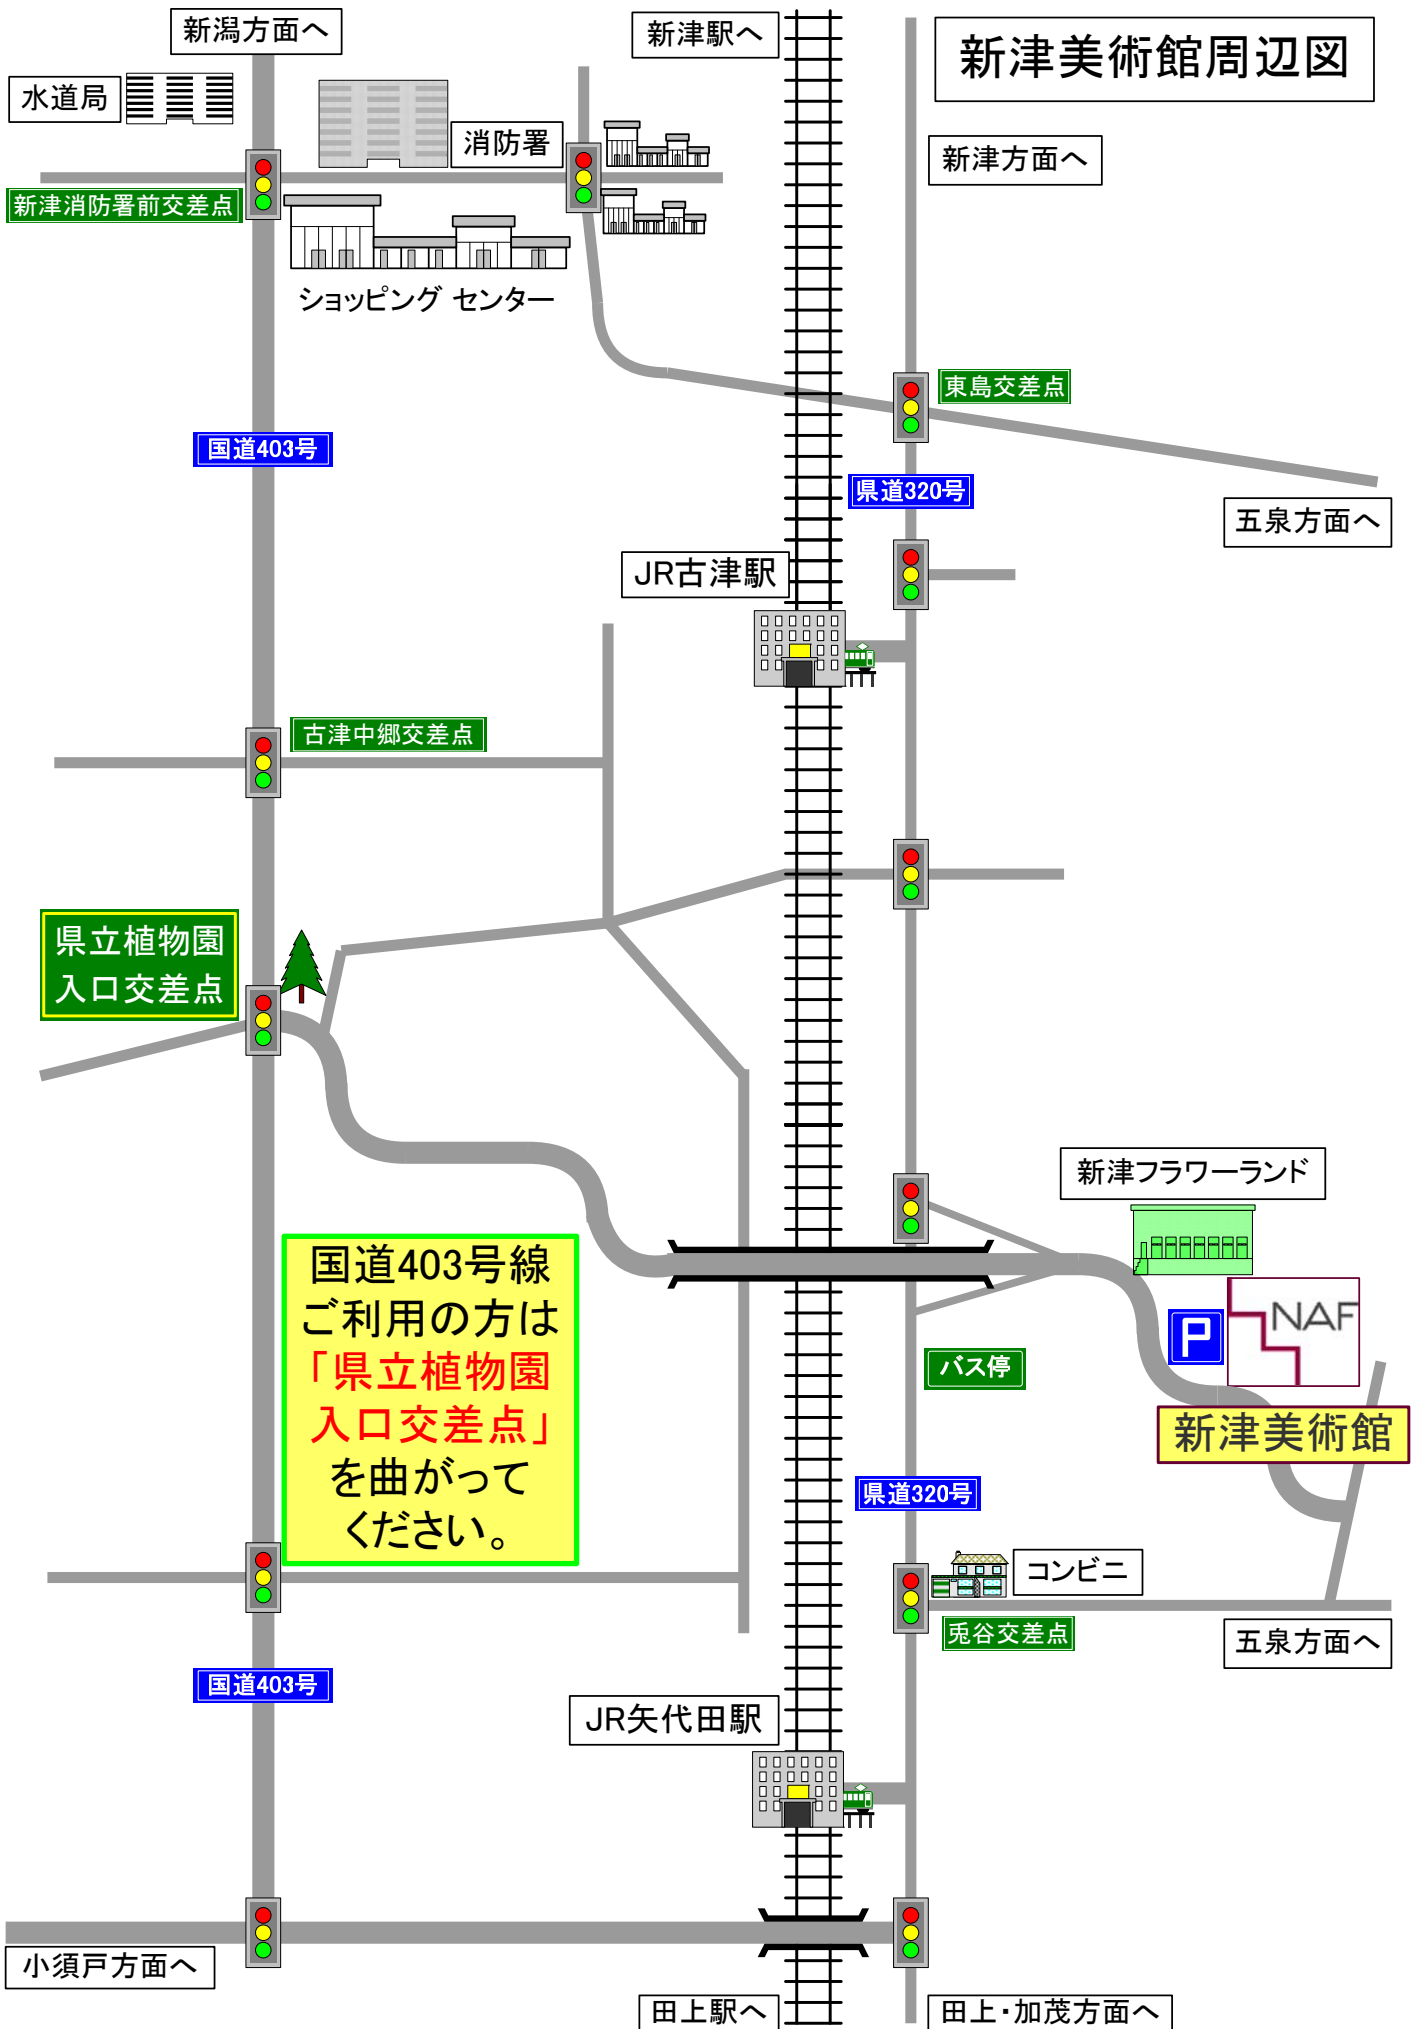 新潟方面へ
新津駅へ
新津美術館周辺図
水道局
消防署
新津方面へ
新津消防署前交差点
ショッピング センター
東島交差点
国道403号
県道320号
五泉方面へ
JR古津駅
古津中郷交差点
県立植物園
入口交差点
新津フラワーランド
国道403号線
ご利用の方は
「県立植物園
入口交差点」
を曲がって
ください。
P
NAF
バス停
新津美術館
県道320号
コンビニ
兎谷交差点
五泉方面へ
国道403号
JR矢代田駅
小須戸方面へ
田上駅へ
田上・加茂方面へ